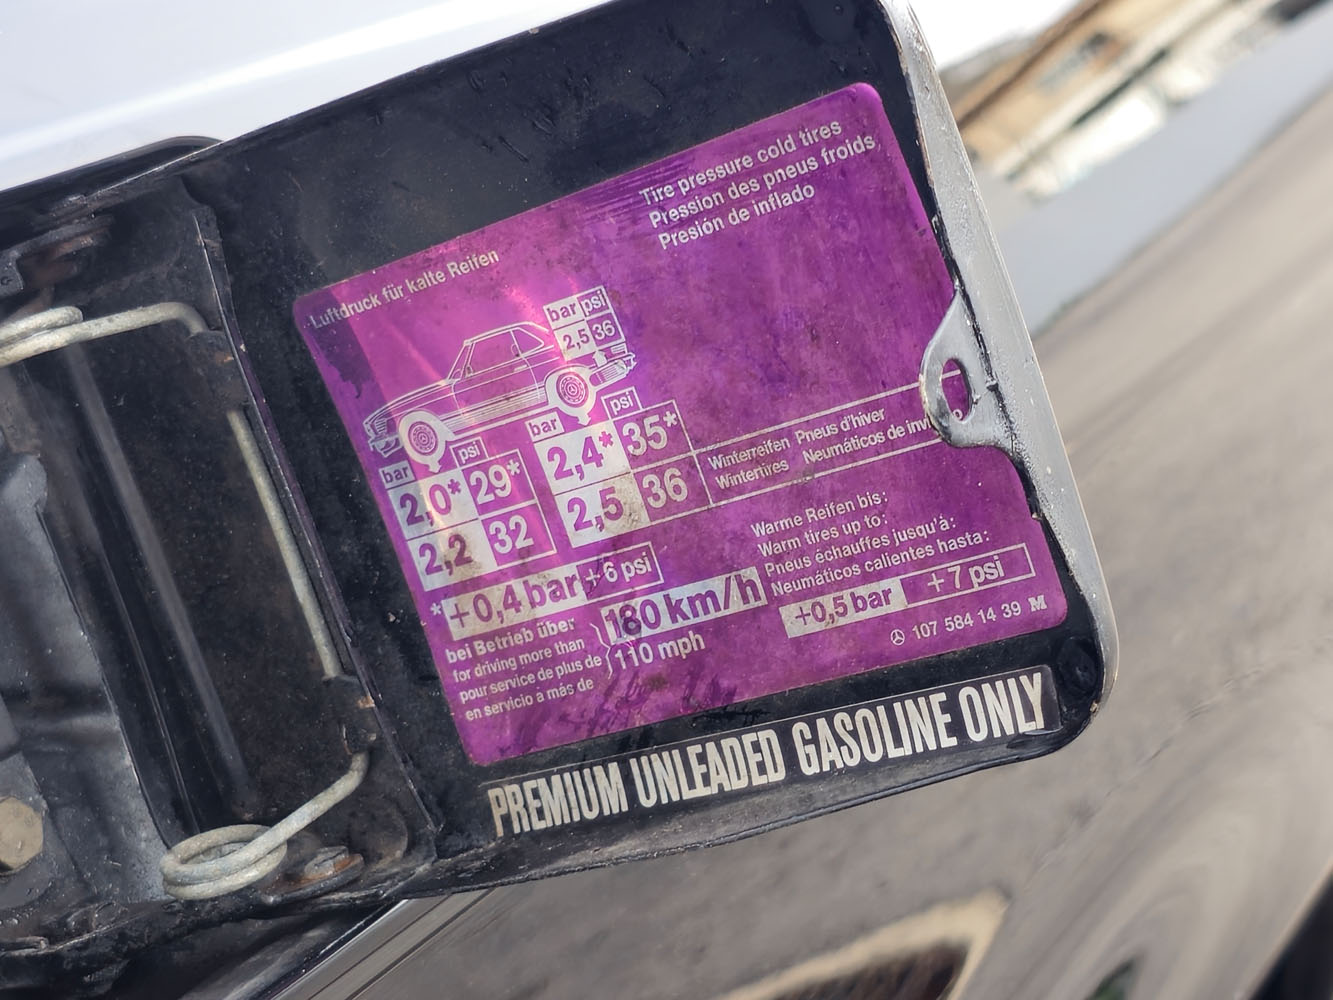 Tire pressure cold tires
Pression des pneus froids
Presión de inflado
Luftdruck für kalte Reifen
bar psi
2,5 36
bar psi
2,0* 29*
2,2 32
bar psi
2,4* 35*
2,5 36
Winterreifen Pneus d'hiver
Wintertires Neumáticos de
*+0,4 bar +6 psi
bei Betrieb über
for driving more than
pour service de plus de
en servicio à más de
180 km/h
110 mph
Warme Reifen bis:
Warm tires up to:
Pneus échauffes jusqu'à:
Neumáticos calientes hasta:
+0,5 bar +7 psi
107 584 14 39 M
PREMIUM UNLEADED GASOLINE ONLY